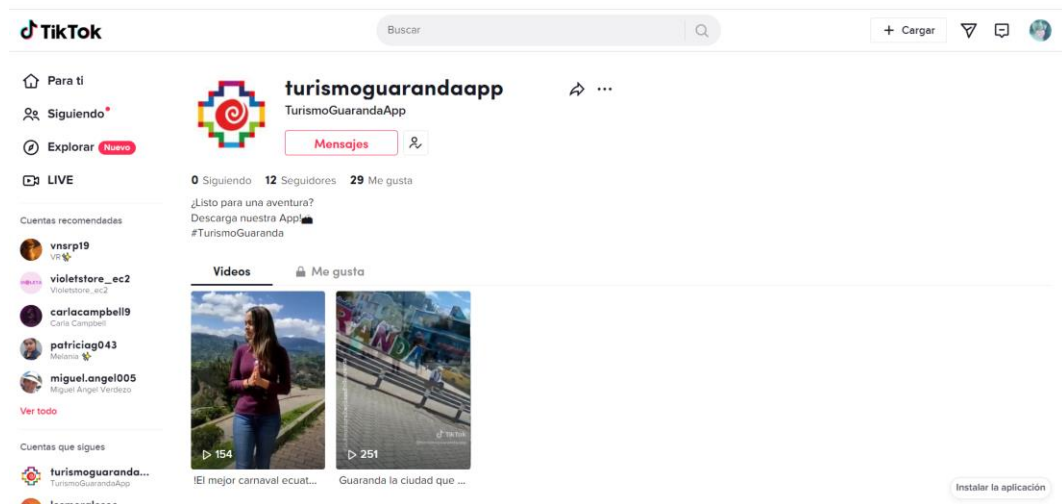 TikTok
Buscar
Cargar
Para ti
Siguiendo
Explorar Nuevo
LIVE
Cuentas recomendadas
vnsrp19
VR
violetstore_ec2
Violetstore_ec2
carlacampbell9
Carla Campbell
patriciag043
Melania
miguel.angel005
Miguel Angel Verdezo
Ver todo
Cuentas que sigues
turismoguaranda...
TurismoGuarandaApp
turismoguarandaapp
TurismoGuarandaApp
Mensajes
0 Siguiendo 12 Seguidores 29 Me gusta
¿Listo para una aventura?
Descarga nuestra App!
#TurismoGuaranda
Videos Me gusta
154
TikTok
251
!El mejor carnaval ecuat...
Guaranda la ciudad que ...
Instalar la aplicación